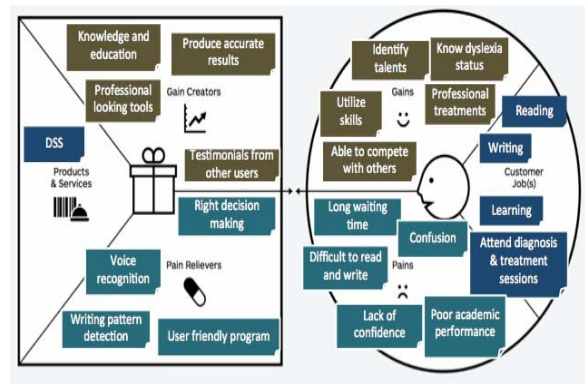 Knowledge and
education
Produce accurate
results
Professional
looking tools
Gain Creators
DSS
Products
& Services
Testimonials from
other users
Right decision
making
Voice
recognition
Pain Relievers
Writing pattern
detection
User friendly program
Identify
talents
Know dyslexia
status
Gains
Utilize
skills
Professional
treatments
Reading
Able to compete
with others
Writing
Customer
Job(s)
Long waiting
time
Confusion
Learning
Difficult to read
and write
Pains
Attend diagnosis
& treatment
sessions
Lack of
confidence
Poor academic
performance